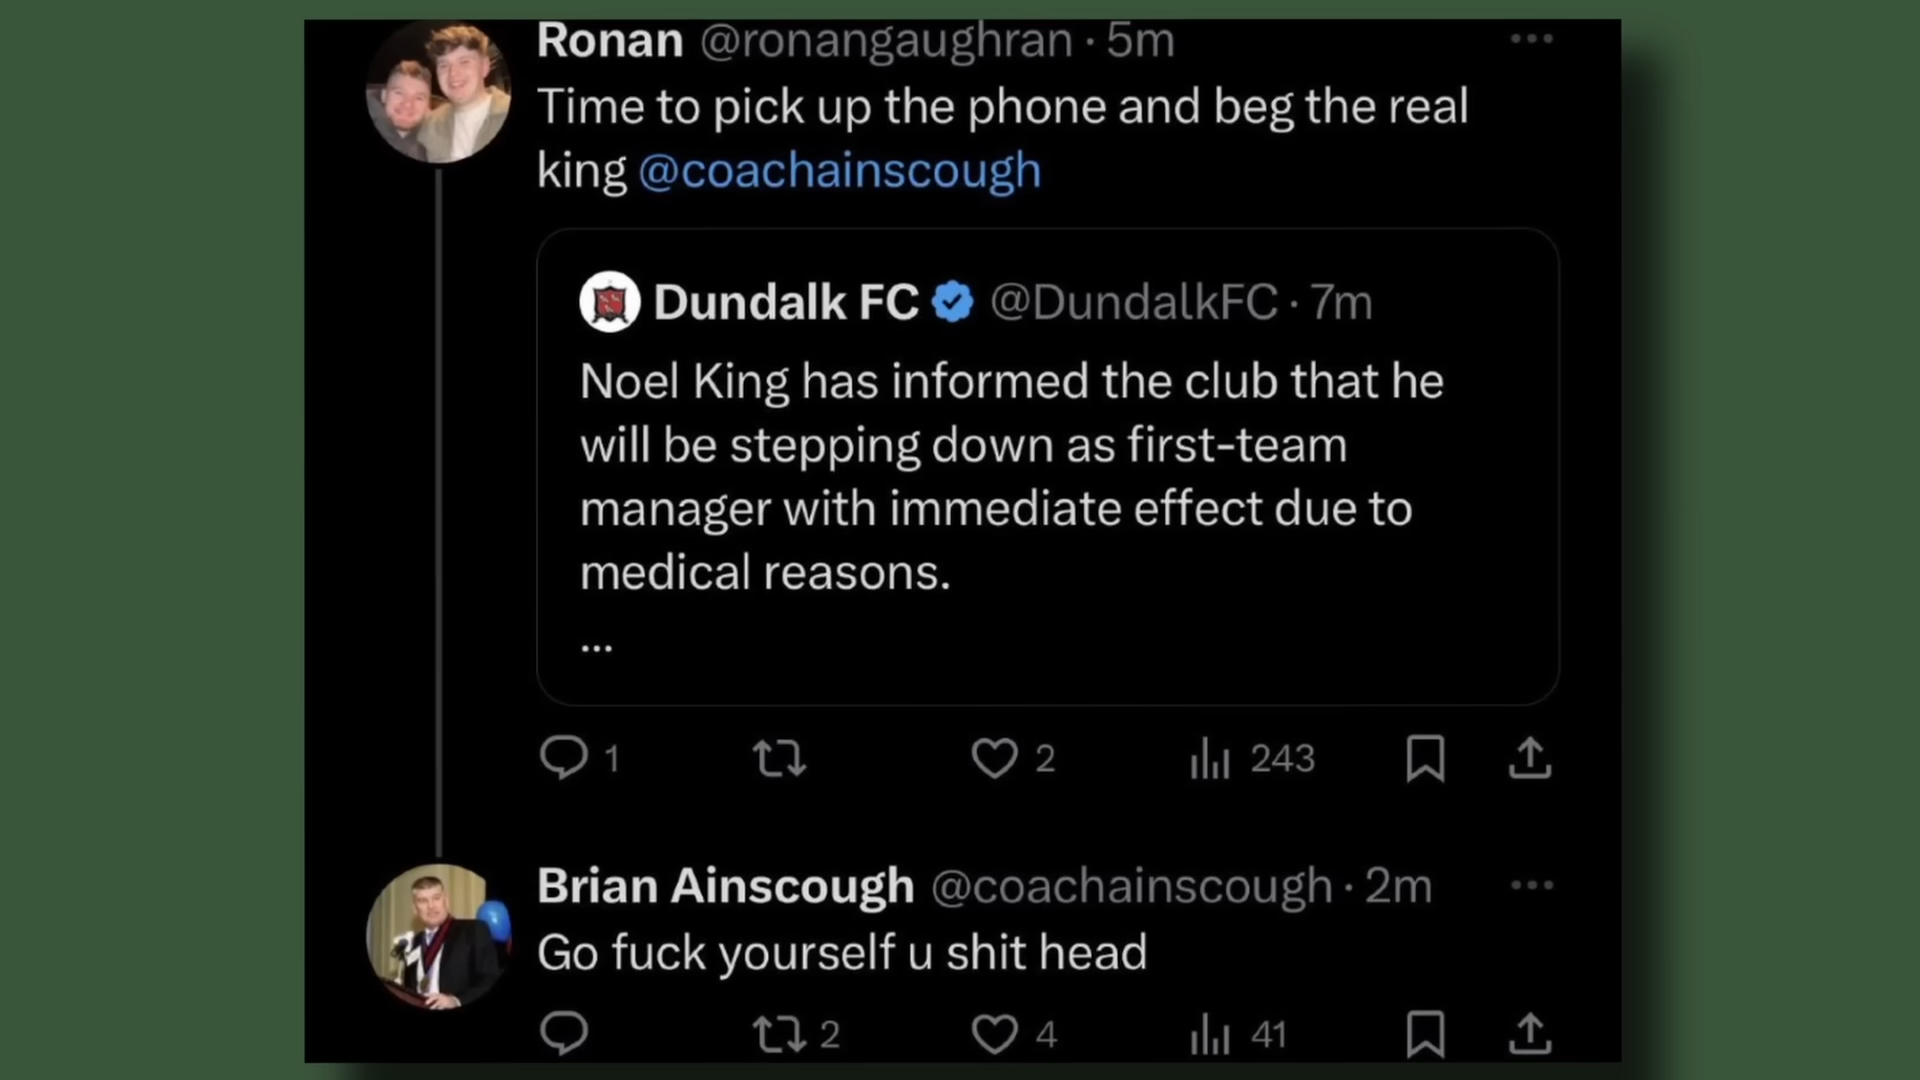 Ronan @ronangaughran · 5m
Time to pick up the phone and beg the real
king @coachainscough
Dundalk FC @DundalkFC · 7m
Noel King has informed the club that he
will be stepping down as first-team
manager with immediate effect due to
medical reasons.
...
1 2 243
Brian Ainscough @coachainscough · 2m
Go fuck yourself u shit head
2 4 41